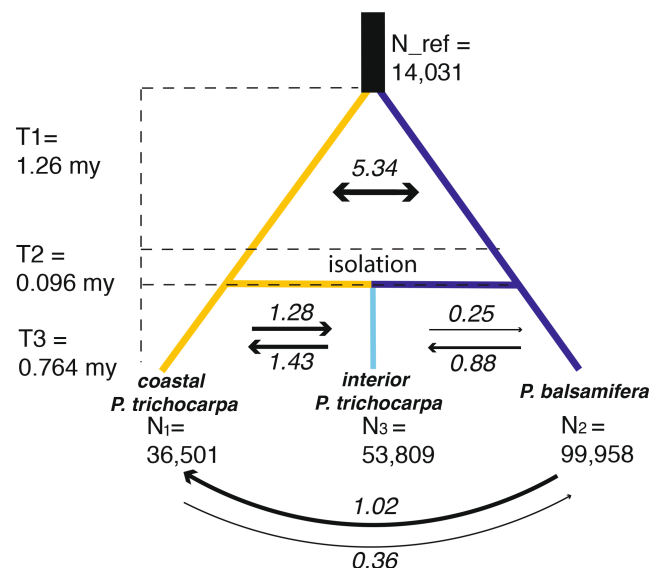 N_ref =
14,031
T1=
1.26 my
5.34
T2 =
0.096 my
isolation
T3 =
0.764 my
1.28
1.43
0.25
0.88
coastal
P. trichocarpa
interior
P. trichocarpa
P. balsamifera
N1=
36,501
N3 =
53,809
N2 =
99,958
1.02
0.36